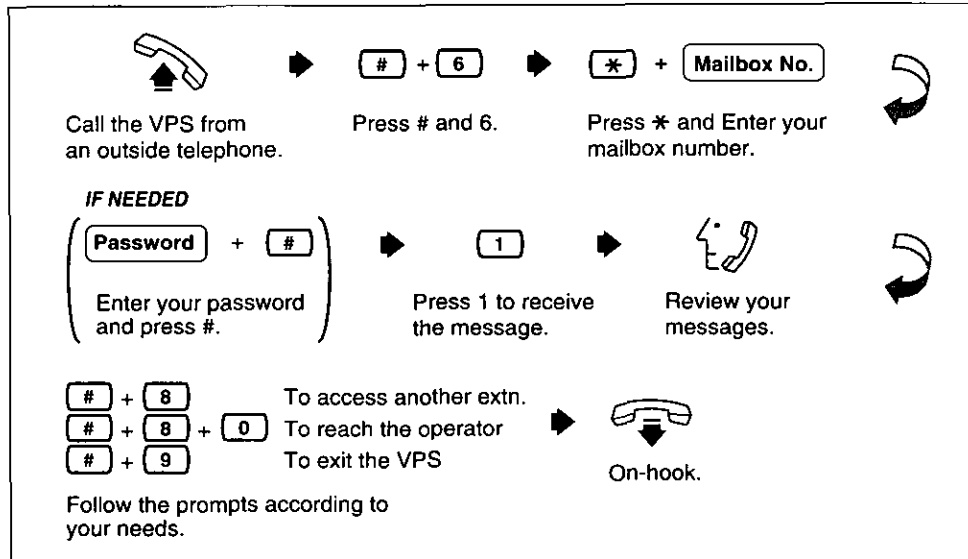 # + 6 * + Mailbox No.
Call the VPS from Press # and 6. Press * and Enter your
an outside telephone. mailbox number.
IF NEEDED
Password + # 1
Enter your password Press 1 to receive Review your
and press #. the message. messages.
# + 8 To access another extn.
# + 8 + 0 To reach the operator
# + 9 To exit the VPS
On-hook.
Follow the prompts according to
your needs.